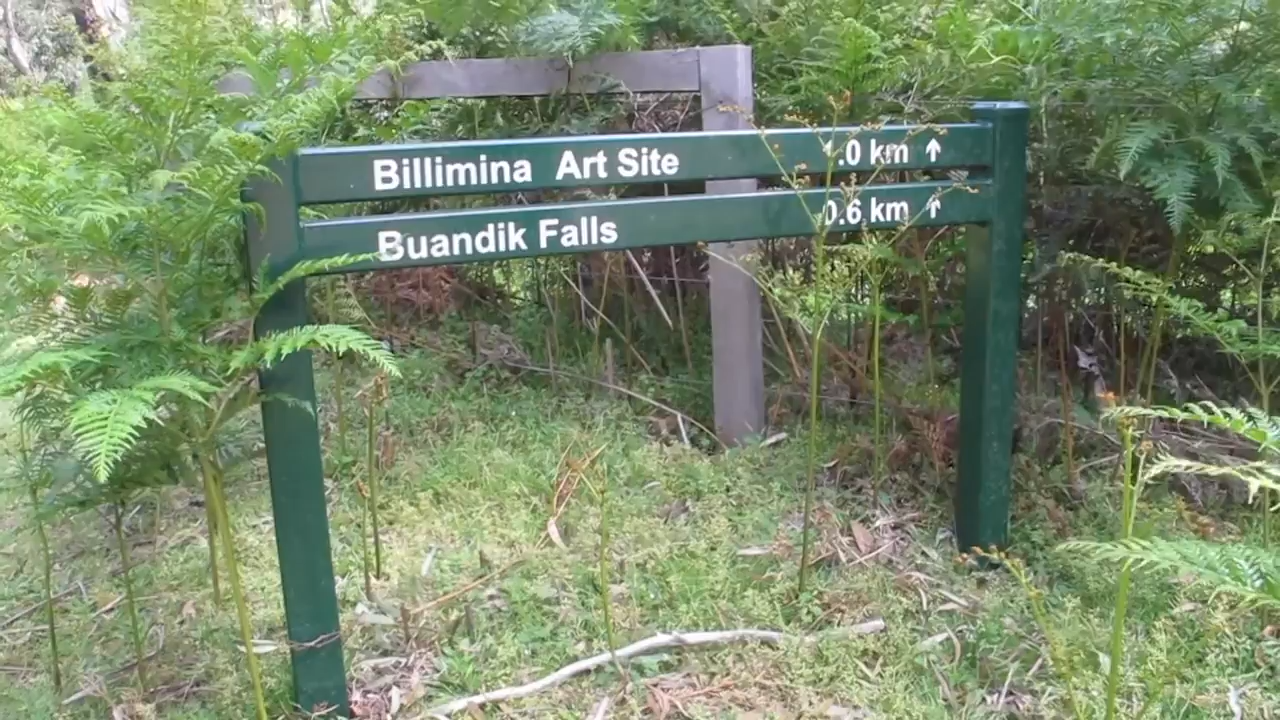 Billimina Art Site 1.0 km ↑
Buandik Falls 0.6 km ↑